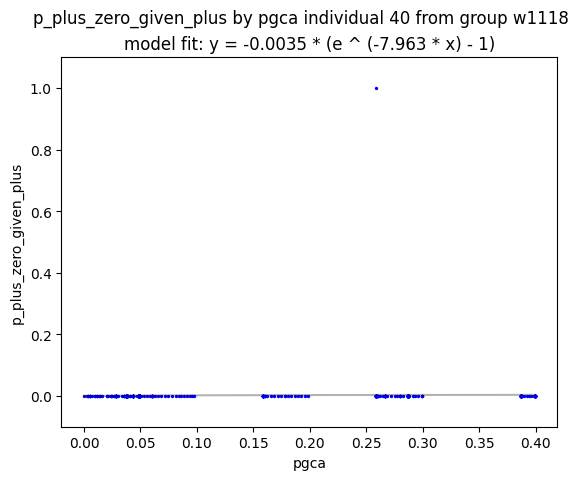 p_plus_zero_given_plus by pgca individual 40 from group w1118
model fit: y = -0.0035 * (e ^ (-7.963 * x) - 1)
p_plus_zero_given_plus
1.0
0.8
0.6
0.4
0.2
0.0
0.00 0.05 0.10 0.15 0.20 0.25 0.30 0.35 0.40
pgca